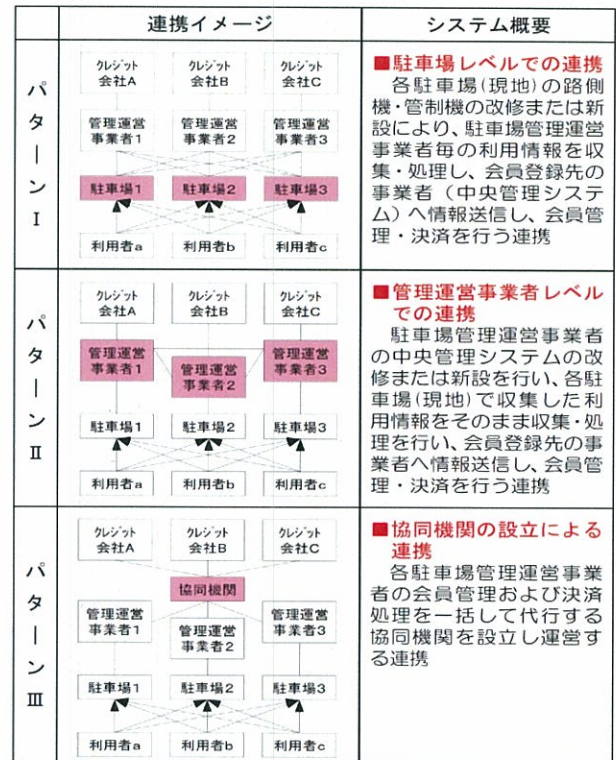 連携イメージ
システム概要
パターンⅠ
クレジット
会社A
クレジット
会社B
クレジット
会社C
管理運営
事業者1
管理運営
事業者2
管理運営
事業者3
駐車場1
駐車場2
駐車場3
利用者a
利用者b
利用者c
■駐車場レベルでの連携
各駐車場(現地)の路側
機・管制機の改修または新
設により、駐車場管理運営
事業者毎の利用情報を収
集・処理し、会員登録先の
事業者(中央管理システ
ム)へ情報送信し、会員管
理・決済を行う連携
パターンⅡ
クレジット
会社A
クレジット
会社B
クレジット
会社C
管理運営
事業者1
管理運営
事業者2
管理運営
事業者3
駐車場1
駐車場2
駐車場3
利用者a
利用者b
利用者c
■管理運営事業者レベル
での連携
駐車場管理運営事業者
の中央管理システムの改
修または新設を行い、各駐
車場(現地)で収集した利
用情報をそのまま収集・処
理を行い、会員登録先の事
業者へ情報送信し、会員管
理・決済を行う連携
パターンⅢ
クレジット
会社A
クレジット
会社B
クレジット
会社C
協同機関
管理運営
事業者1
管理運営
事業者2
管理運営
事業者3
駐車場1
駐車場2
駐車場3
利用者a
利用者b
利用者c
■協同機関の設立による
連携
各駐車場管理運営事業
者の会員管理および決済
処理を一括して代行する
協同機関を設立し運営す
る連携